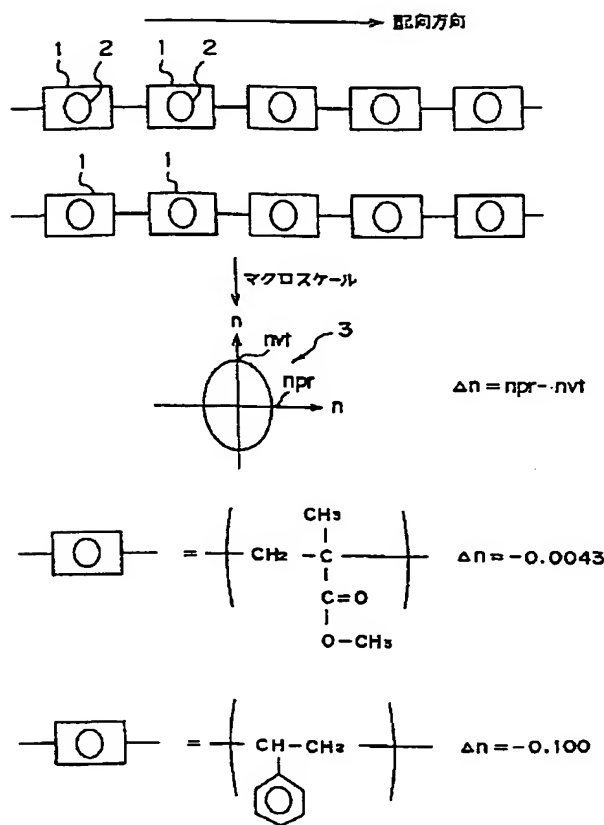 配向方向
1 2 1 2
1 1
マクロスケール
n
nvt
3
npr
n
Δn=npr-nvt
CH₃
= CH₂ C Δn=-0.0043
C=O
O-CH₃
= CH-CH₂ Δn=-0.100